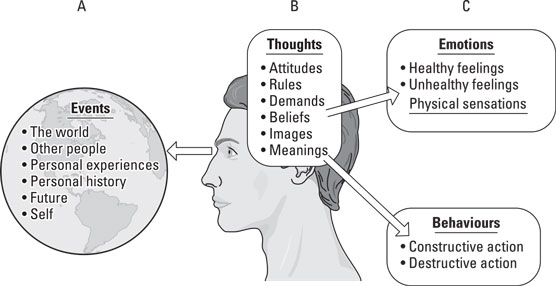 A
B
C
Events
• The world
• Other people
• Personal experiences
• Personal history
• Future
• Self
Thoughts
• Attitudes
• Rules
• Demands
• Beliefs
• Images
• Meanings
Emotions
• Healthy feelings
• Unhealthy feelings
Physical sensations
Behaviours
• Constructive action
• Destructive action